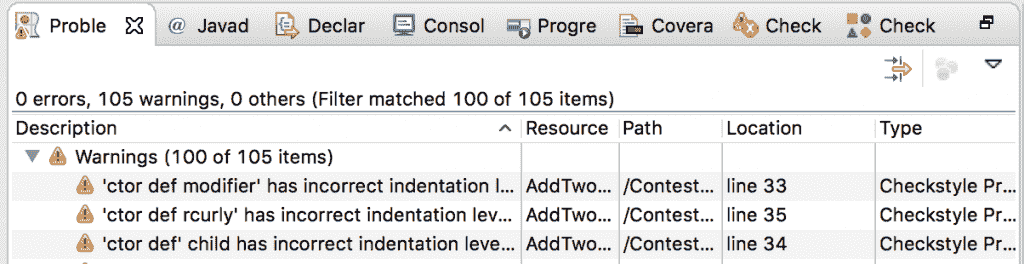 Proble @ Javad Declar Consol Progre Covera Check Check
0 errors, 105 warnings, 0 others (Filter matched 100 of 105 items)
Description Resource Path Location Type
Warnings (100 of 105 items)
'ctor def modifier' has incorrect indentation l... AddTwo... /Contest... line 33 Checkstyle Pr...
'ctor def rcurly' has incorrect indentation leve... AddTwo... /Contest... line 35 Checkstyle Pr...
'ctor def' child has incorrect indentation leve... AddTwo... /Contest... line 34 Checkstyle Pr...